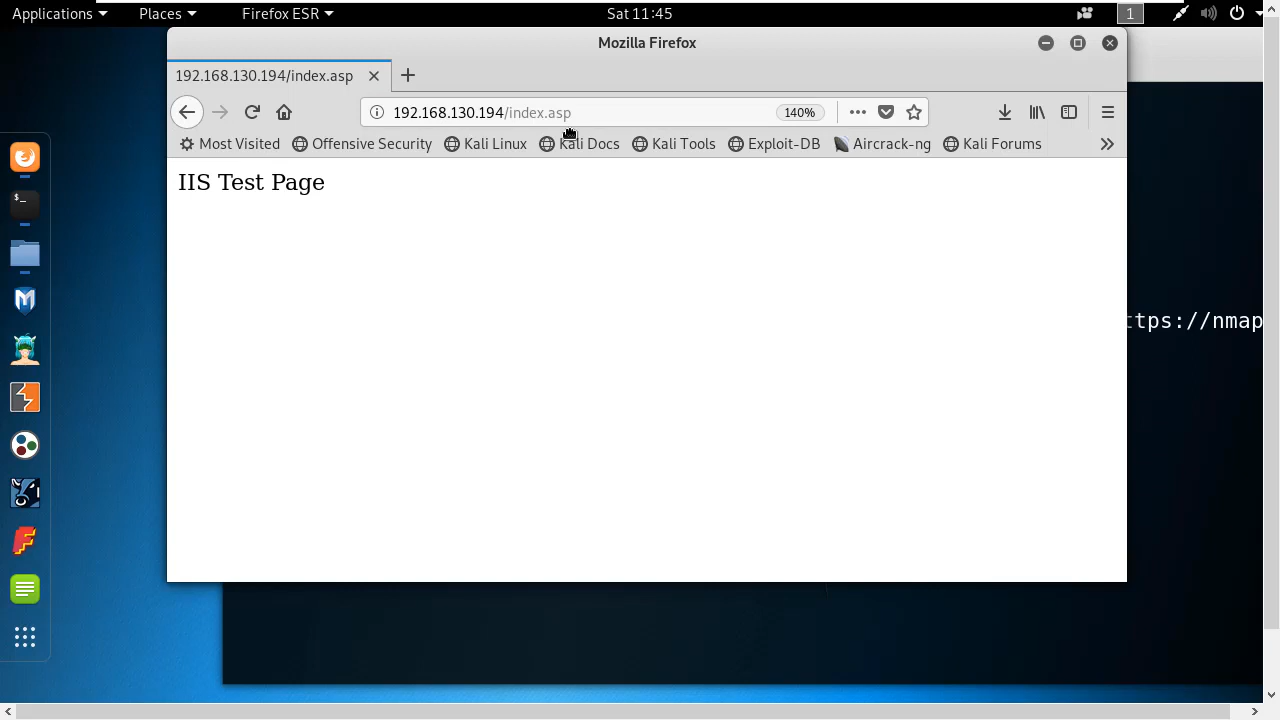 Applications Places Firefox ESR Sat 11:45 1
Mozilla Firefox
192.168.130.194/index.asp
192.168.130.194/index.asp 140%
Most Visited Offensive Security Kali Linux Kali Docs Kali Tools Exploit-DB Aircrack-ng Kali Forums
IIS Test Page
ttps://nmap